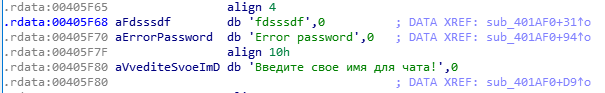 .rdata:00405F65 align 4
.rdata:00405F68 aFdsssdf db 'fdsssdf',0 ; DATA XREF: sub_401AF0+31↑o
.rdata:00405F70 aErrorPassword db 'Error password',0 ; DATA XREF: sub_401AF0+94↑o
.rdata:00405F7F align 10h
.rdata:00405F80 aVvediteSvoeImD db 'Введите свое имя для чата!',0
.rdata:00405F80 ; DATA XREF: sub_401AF0+D9↑o